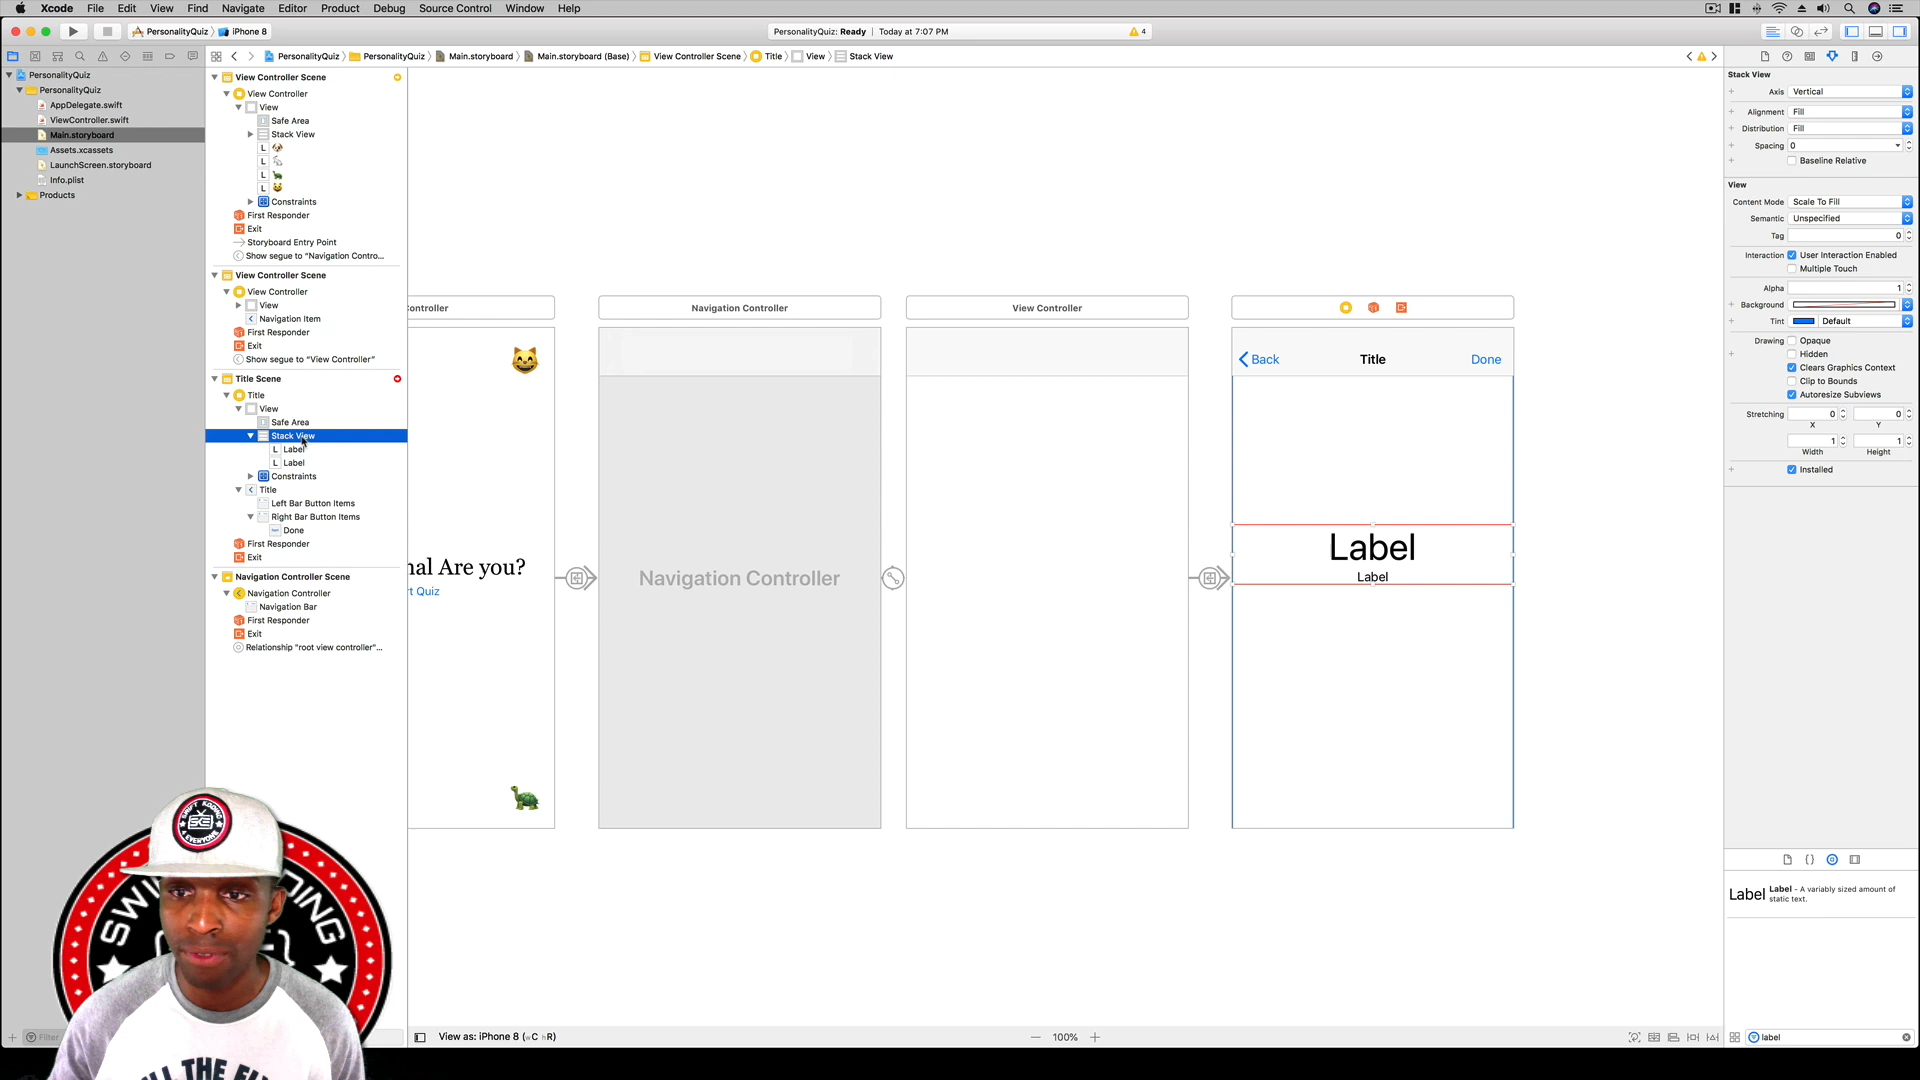 Xcode File Edit View Find Navigate Editor Product Debug Source Control Window Help
PersonalityQuiz iPhone 8
PersonalityQuiz: Ready | Today at 7:07 PM
4
PersonalityQuiz PersonalityQuiz Main.storyboard Main.storyboard (Base) View Controller Scene Title View Stack View
PersonalityQuiz
PersonalityQuiz
AppDelegate.swift
ViewController.swift
Main.storyboard
Assets.xcassets
LaunchScreen.storyboard
Info.plist
Products
View Controller Scene
View Controller
View
Safe Area
Stack View
L
L
L
L
Constraints
First Responder
Exit
Storyboard Entry Point
Show segue to "Navigation Contro...
View Controller Scene
View Controller
View
Navigation Item
First Responder
Exit
Show segue to "View Controller"
Title Scene
Title
View
Safe Area
Stack View
L Label
L Label
Constraints
Title
Left Bar Button Items
Right Bar Button Items
Done
First Responder
Exit
Navigation Controller Scene
Navigation Controller
Navigation Bar
First Responder
Exit
Relationship "root view controller"...
ontroller
nal Are you?
rt Quiz
Navigation Controller
Navigation Controller
View Controller
Back Title Done
Label
Label
View as: iPhone 8 (wC hR)
100%
Stack View
Axis Vertical
Alignment Fill
Distribution Fill
Spacing 0
Baseline Relative
View
Content Mode Scale To Fill
Semantic Unspecified
Tag 0
Interaction User Interaction Enabled
Multiple Touch
Alpha 1
Background
Tint Default
Drawing Opaque
Hidden
Clears Graphics Context
Clip to Bounds
Autoresize Subviews
Stretching 0 0
X Y
1 1
Width Height
Installed
Label Label - A variably sized amount of
static text.
label
Filter
SWIFT KODING
SKE
EVERYONE